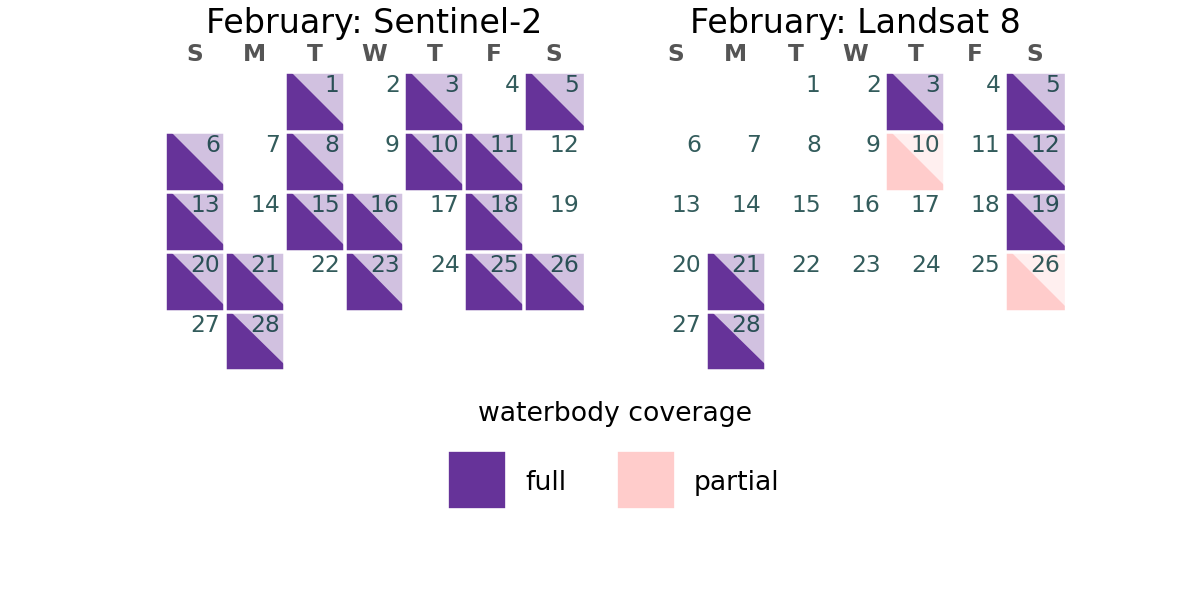 February: Sentinel-2
S M T W T F S
1 2 3 4 5
6 7 8 9 10 11 12
13 14 15 16 17 18 19
20 21 22 23 24 25 26
27 28
February: Landsat 8
S M T W T F S
1 2 3 4 5
6 7 8 9 10 11 12
13 14 15 16 17 18 19
20 21 22 23 24 25 26
27 28
waterbody coverage
full partial